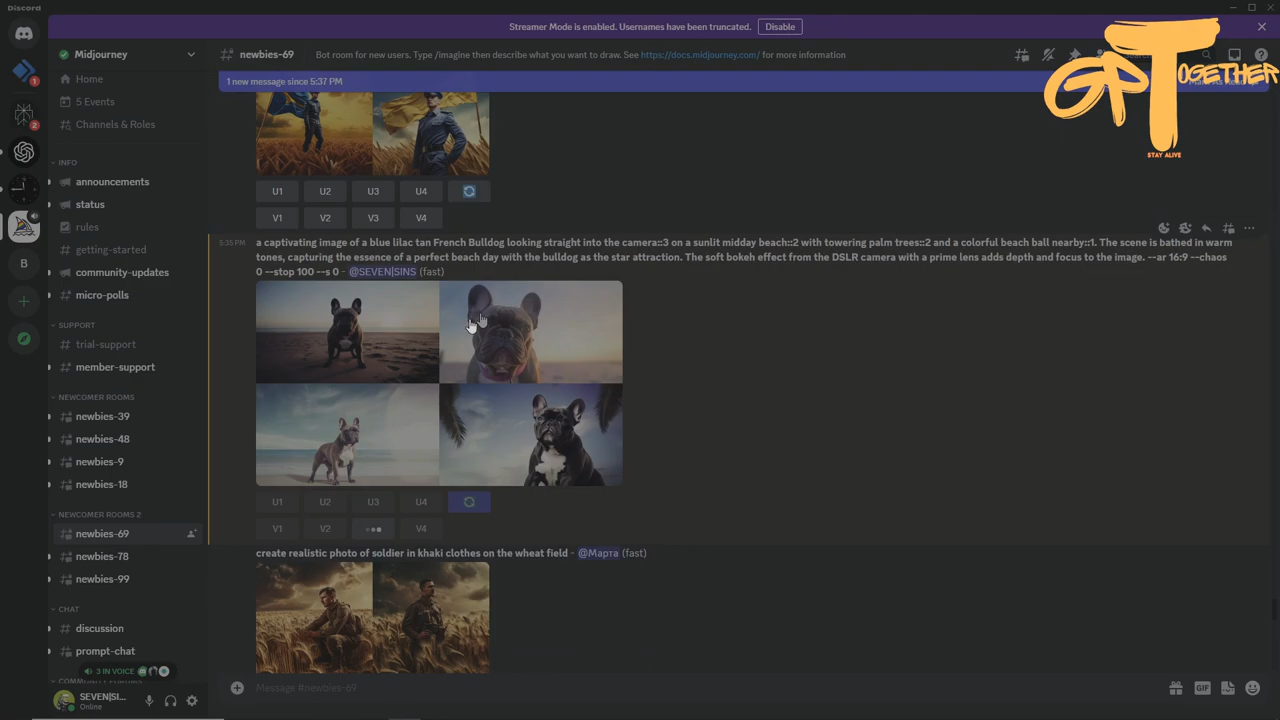 Discord
Streamer Mode is enabled. Usernames have been truncated. Disable
Midjourney
newbies-69 Bot room for new users. Type /imagine then describe what you want to draw. See https://docs.midjourney.com/ for more information
GPTOGETHER
STAY ALIVE
1 new message since 5:37 PM
Home
5 Events
Channels & Roles
INFO
announcements
status
rules
getting-started
community-updates
micro-polls
SUPPORT
trial-support
member-support
NEWCOMER ROOMS
newbies-39
newbies-48
newbies-9
newbies-18
NEWCOMER ROOMS 2
newbies-69
newbies-78
newbies-99
CHAT
discussion
prompt-chat
3 IN VOICE
SEVEN|SI...
Online
1
2
B
U1 U2 U3 U4
V1 V2 V3 V4
5:35 PM
a captivating image of a blue lilac tan French Bulldog looking straight into the camera::3 on a sunlit midday beach::2 with towering palm trees::2 and a colorful beach ball nearby::1. The scene is bathed in warm
tones, capturing the essence of a perfect beach day with the bulldog as the star attraction. The soft bokeh effect from the DSLR camera with a prime lens adds depth and focus to the image. --ar 16:9 --chaos
0 --stop 100 --s 0 - @SEVEN|SINS (fast)
U1 U2 U3 U4
V1 V2 V4
create realistic photo of soldier in khaki clothes on the wheat field - @Марта (fast)
Message #newbies-69
GIF